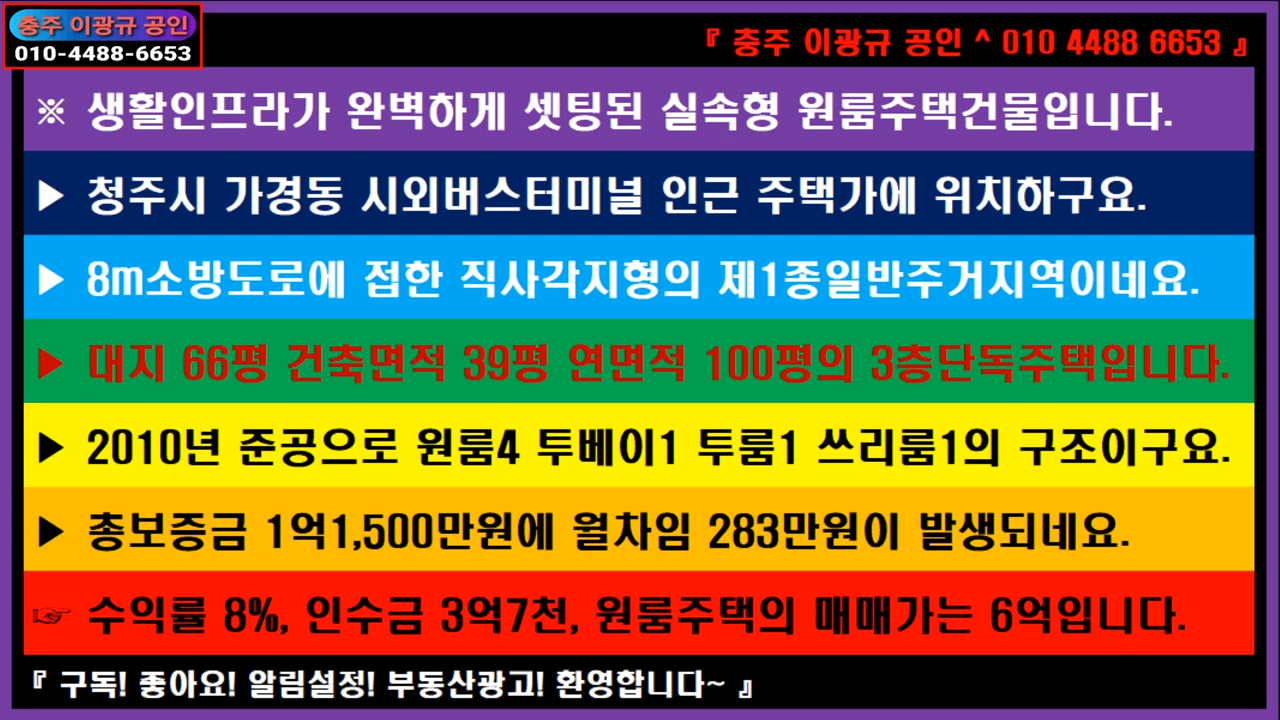 충주 이광규 공인
010-4488-6653
『 충주 이광규 공인 ^ 010 4488 6653 』
※ 생활인프라가 완벽하게 셋팅된 실속형 원룸주택건물입니다.
▶ 청주시 가경동 시외버스터미널 인근 주택가에 위치하구요.
▶ 8m소방도로에 접한 직사각지형의 제1종일반주거지역이네요.
▶ 대지 66평 건축면적 39평 연면적 100평의 3층단독주택입니다.
▶ 2010년 준공으로 원룸4 투베이1 투룸1 쓰리룸1의 구조이구요.
▶ 총보증금 1억1,500만원에 월차임 283만원이 발생되네요.
☞ 수익률 8%, 인수금 3억7천, 원룸주택의 매매가는 6억입니다.
『 구독! 좋아요! 알림설정! 부동산광고! 환영합니다~ 』